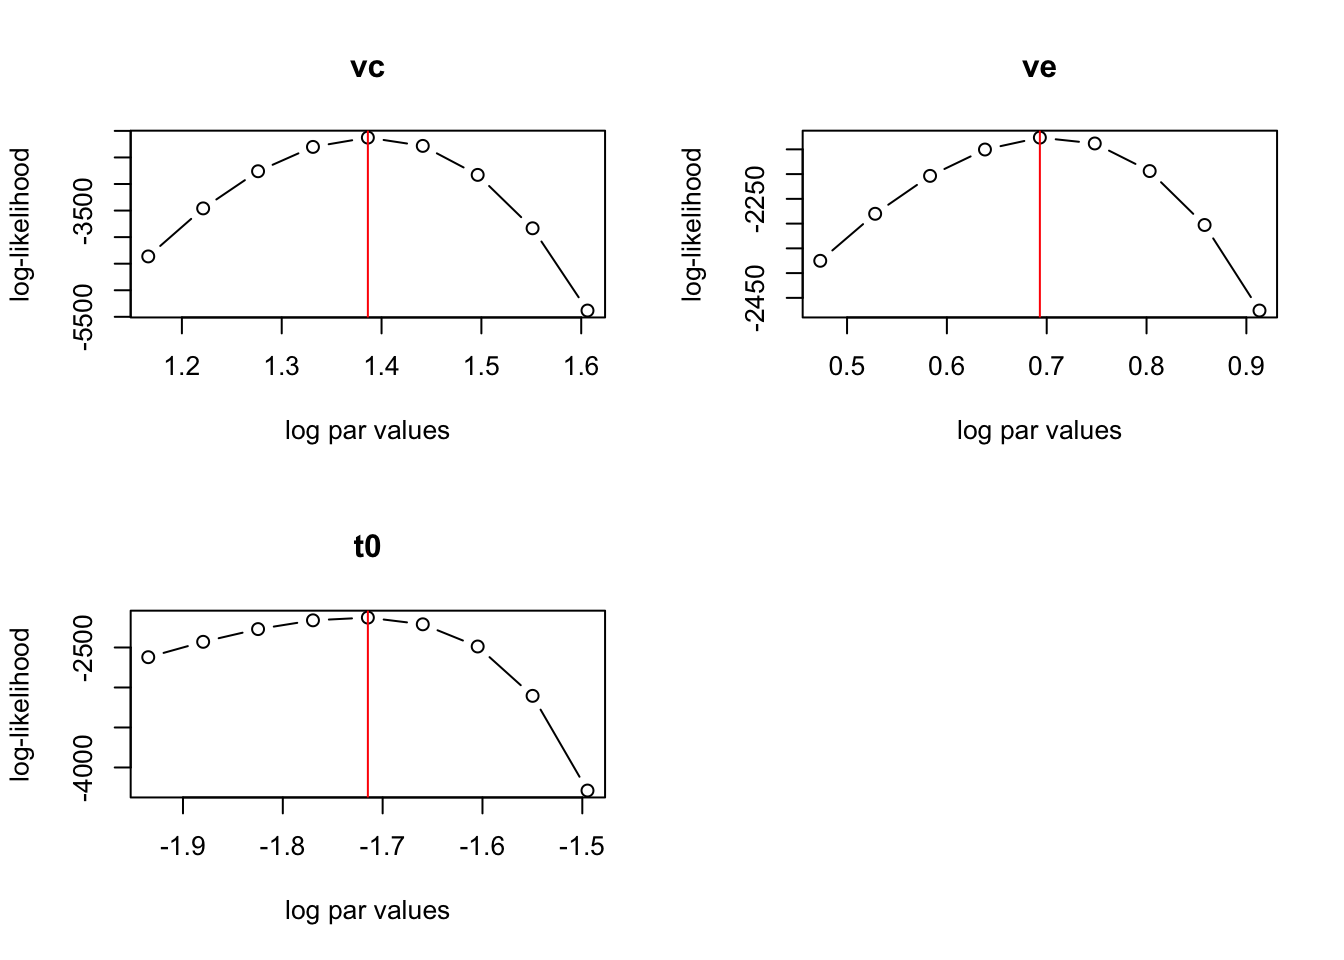 vc
log-likelihood
-3500
-5500
1.2 1.3 1.4 1.5 1.6
log par values
ve
log-likelihood
-2250
-2450
0.5 0.6 0.7 0.8 0.9
log par values
t0
log-likelihood
-2500
-4000
-1.9 -1.8 -1.7 -1.6 -1.5
log par values